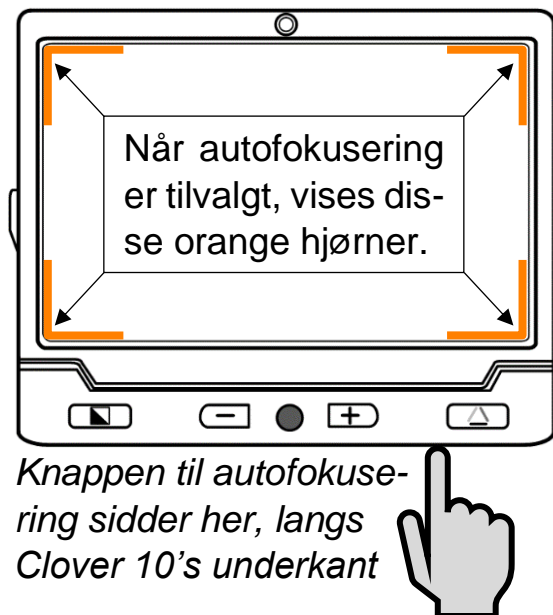 Når autofokusering
er tilvalgt, vises dis-
se orange hjørner.
Knappen til autofokuse-
ring sidder her, langs
Clover 10’s underkant